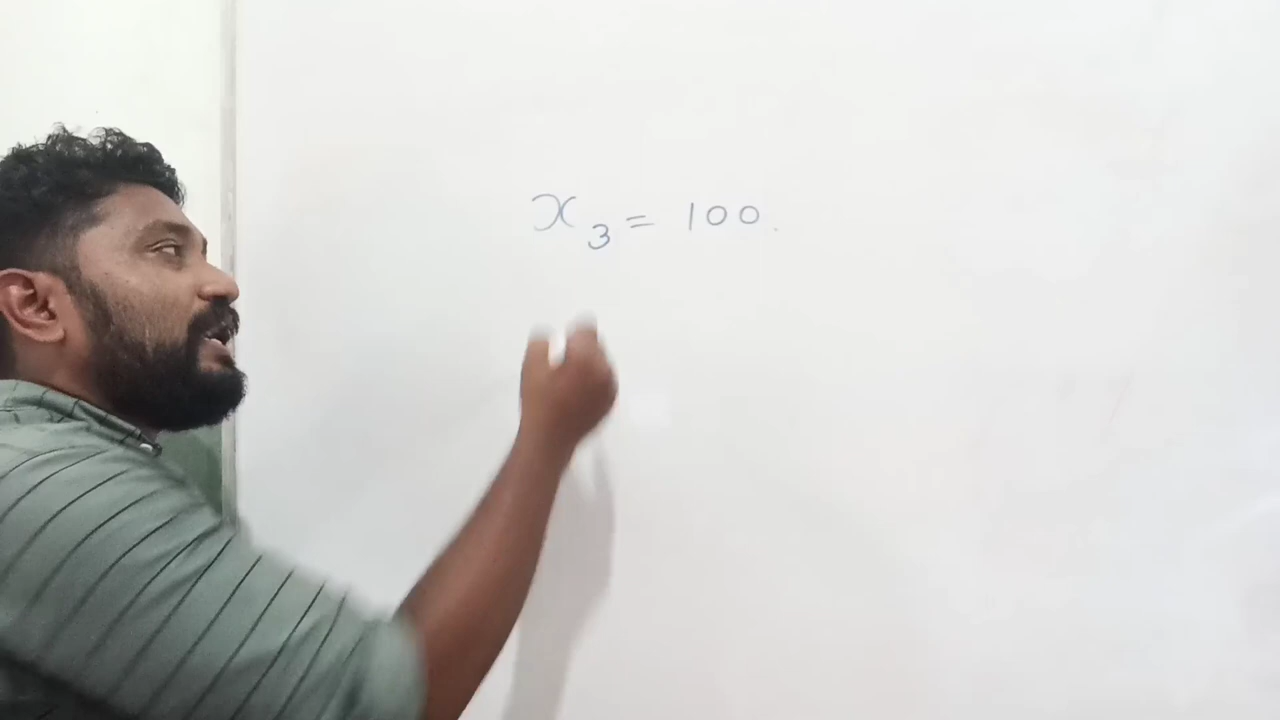 x₃ = 100.